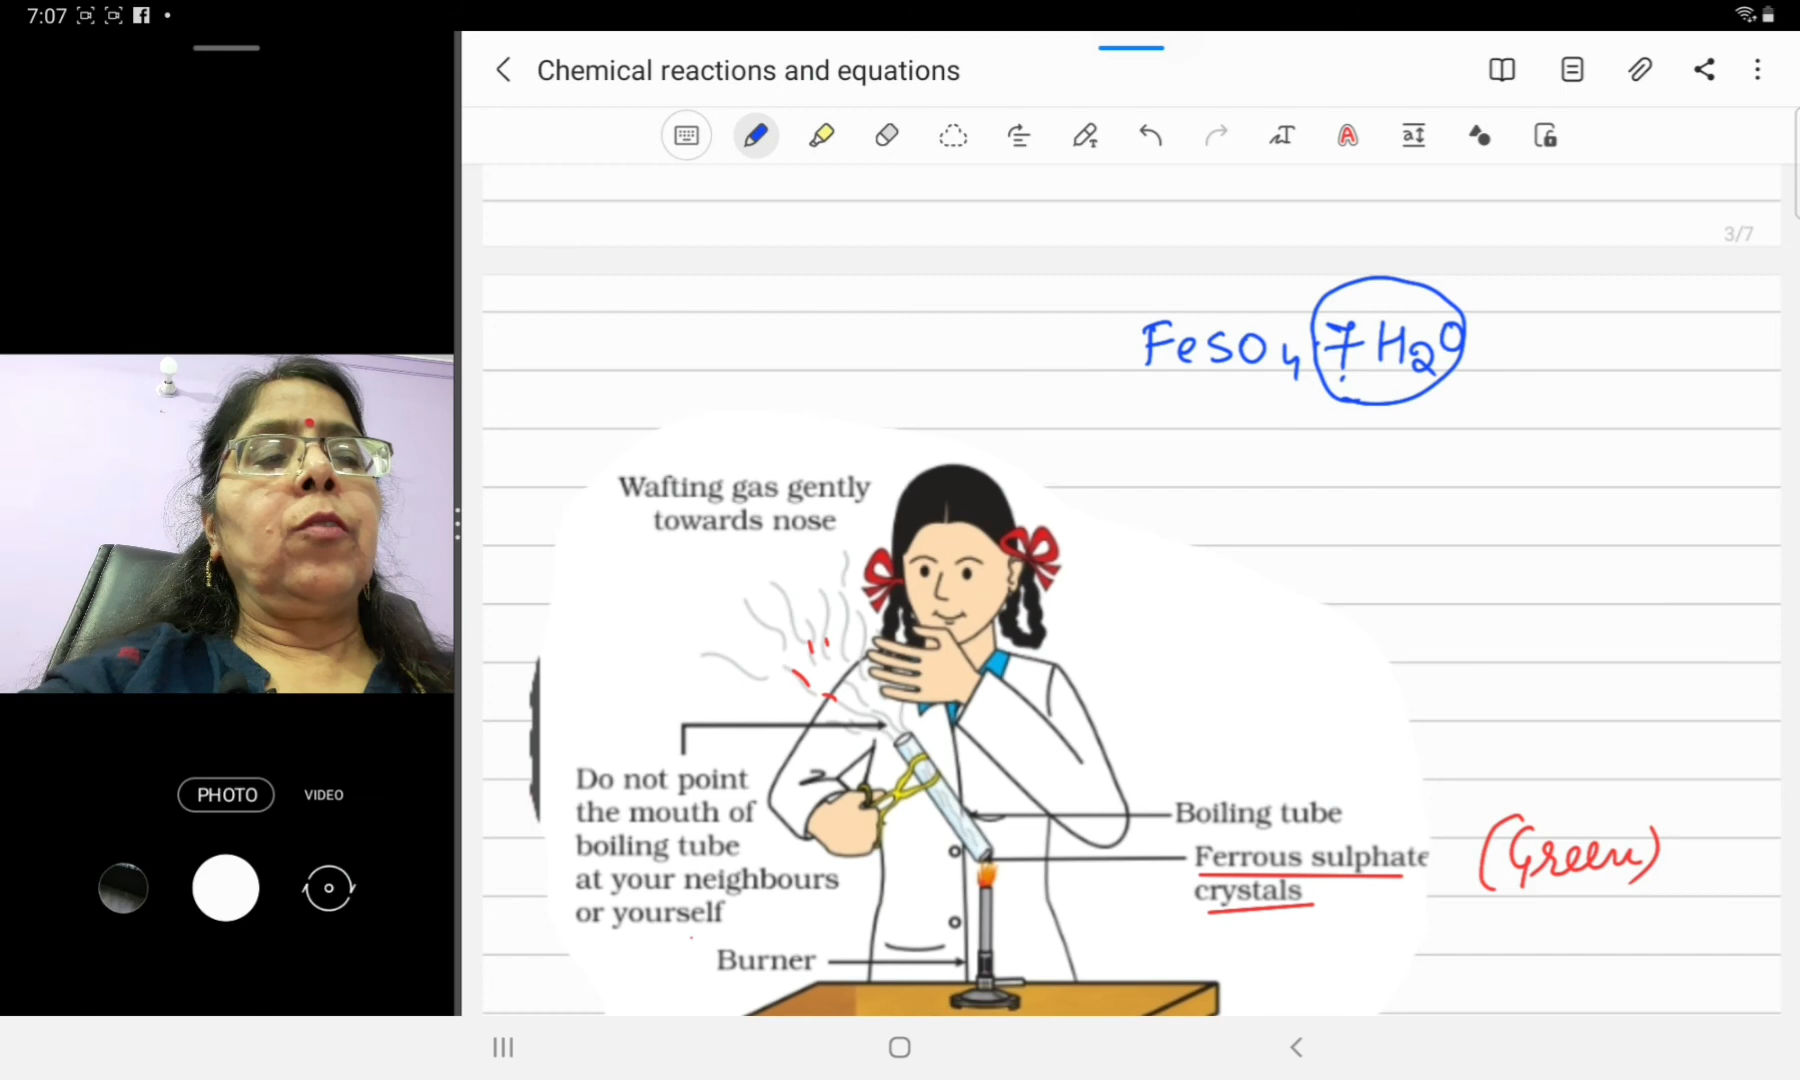 7:07
Chemical reactions and equations
3/7
FeSO4 · 7H2O
Wafting gas gently
towards nose
Do not point
the mouth of
boiling tube
at your neighbours
or yourself
Boiling tube
Ferrous sulphate
crystals
(Green)
Burner
PHOTO
VIDEO